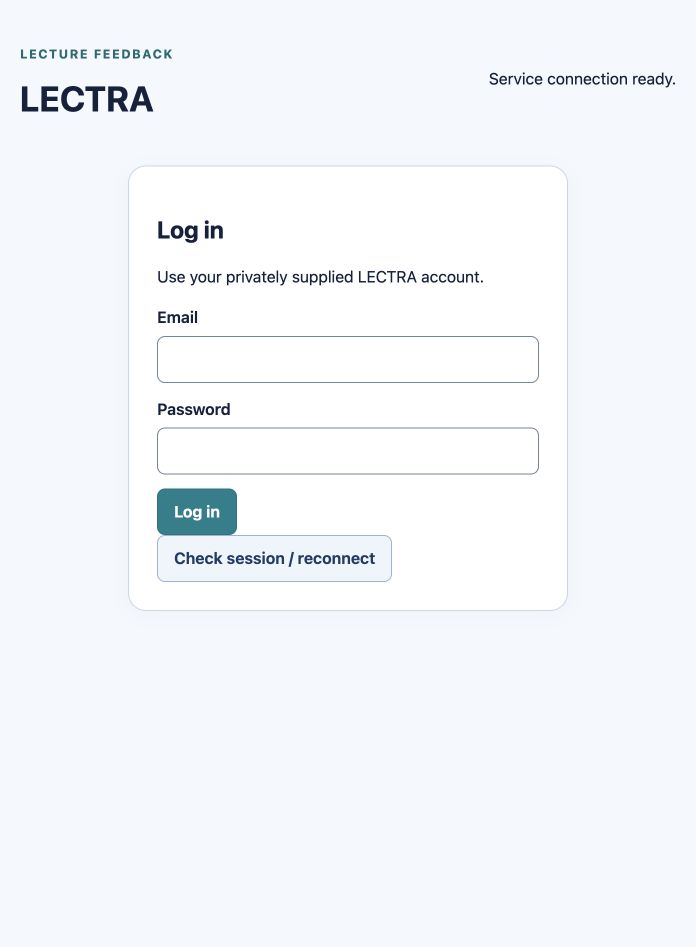 LECTURE FEEDBACK
LECTRA
Service connection ready.
Log in
Use your privately supplied LECTRA account.
Email
Password
Log in
Check session / reconnect